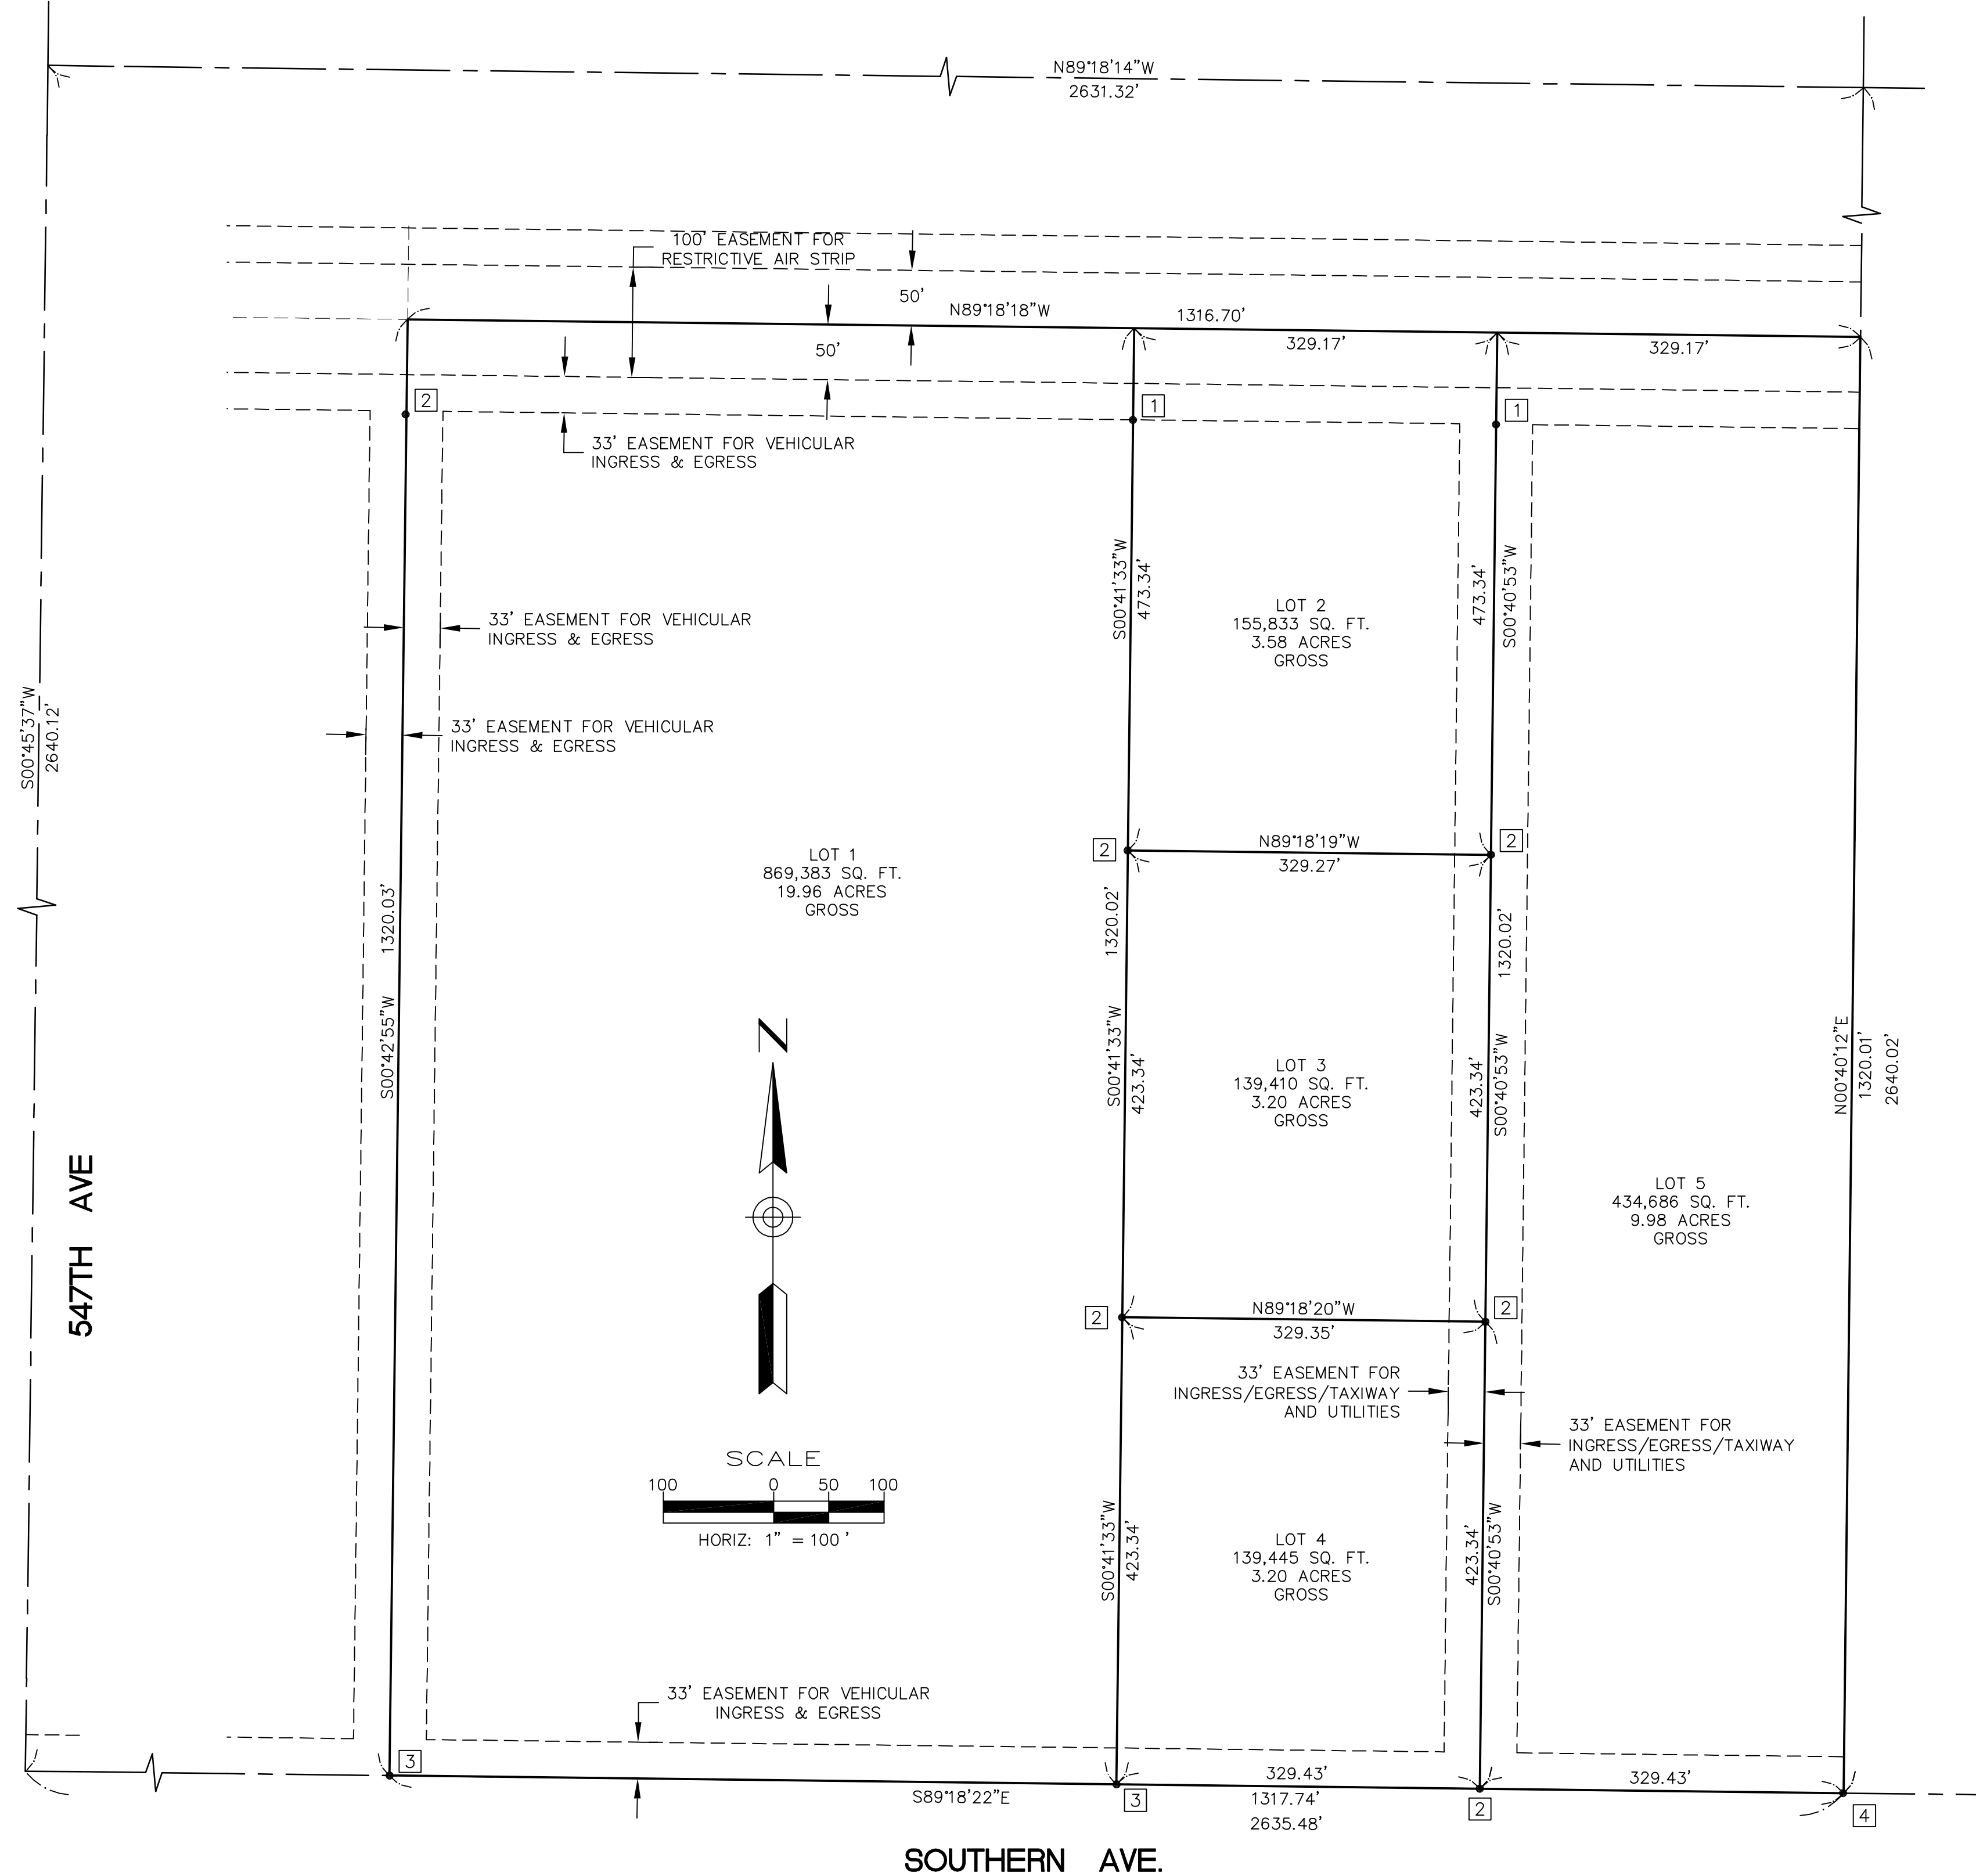 N89°18'14"W
2631.32'
100' EASEMENT FOR
RESTRICTIVE AIR STRIP
50'
N89°18'18"W
1316.70'
50'
329.17'
329.17'
2
1
1
33' EASEMENT FOR VEHICULAR
INGRESS & EGRESS
S00°41'33"W
473.34'
473.34'
S00°40'53"W
LOT 2
155,833 SQ. FT.
3.58 ACRES
GROSS
33' EASEMENT FOR VEHICULAR
INGRESS & EGRESS
S00°45'37"W
2640.12'
33' EASEMENT FOR VEHICULAR
INGRESS & EGRESS
2
N89°18'19"W
329.27'
2
LOT 1
869,383 SQ. FT.
19.96 ACRES
GROSS
1320.03'
S00°42'55"W
1320.02'
S00°41'33"W
423.34'
1320.02'
423.34'
S00°40'53"W
N
LOT 3
139,410 SQ. FT.
3.20 ACRES
GROSS
N00°40'12"E
1320.01'
2640.02'
547TH AVE
LOT 5
434,686 SQ. FT.
9.98 ACRES
GROSS
2
N89°18'20"W
329.35'
2
33' EASEMENT FOR
INGRESS/EGRESS/TAXIWAY
AND UTILITIES
33' EASEMENT FOR
INGRESS/EGRESS/TAXIWAY
AND UTILITIES
SCALE
100 0 50 100
HORIZ: 1" = 100 '
S00°41'33"W
423.34'
LOT 4
139,445 SQ. FT.
3.20 ACRES
GROSS
423.34'
S00°40'53"W
33' EASEMENT FOR VEHICULAR
INGRESS & EGRESS
3
S89°18'22"E
3
329.43'
1317.74'
2635.48'
2
329.43'
4
SOUTHERN AVE.